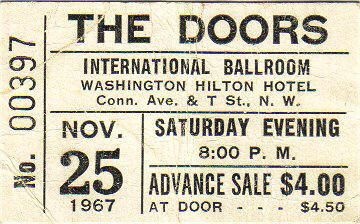 No. 00397
THE DOORS
INTERNATIONAL BALLROOM
WASHINGTON HILTON HOTEL
Conn. Ave. & T St., N. W.
NOV.
25
1967
SATURDAY EVENING
8:00 P. M.
ADVANCE SALE $4.00
AT DOOR - - - $4.50